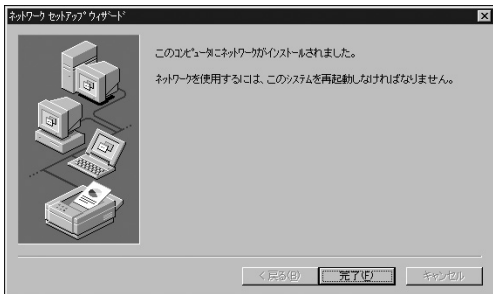 ﾈｯﾄﾜｰｸ ｾｯﾄｱｯﾌﾟ ｳｨｻﾞｰﾄﾞ
このｺﾝﾋﾟｭｰﾀにﾈｯﾄﾜｰｸがｲﾝｽﾄｰﾙされました。
ﾈｯﾄﾜｰｸを使用するには、このｼｽﾃﾑを再起動しなければなりません。
< 戻る(B)
完了(F)
ｷｬﾝｾﾙ